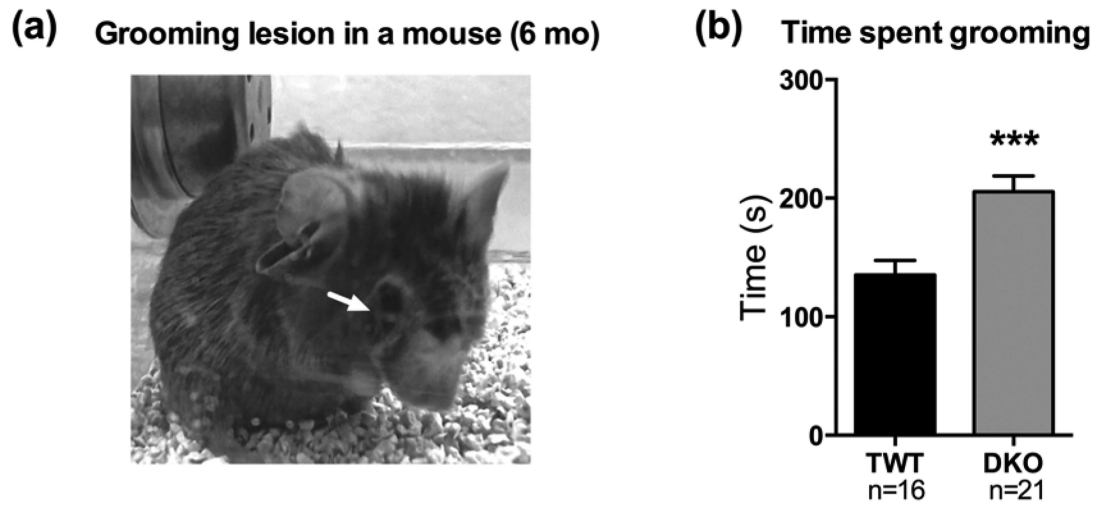 (a) Grooming lesion in a mouse (6 mo)
(b) Time spent grooming
300
***
200
Time (s)
100
0
TWT DKO
n=16 n=21